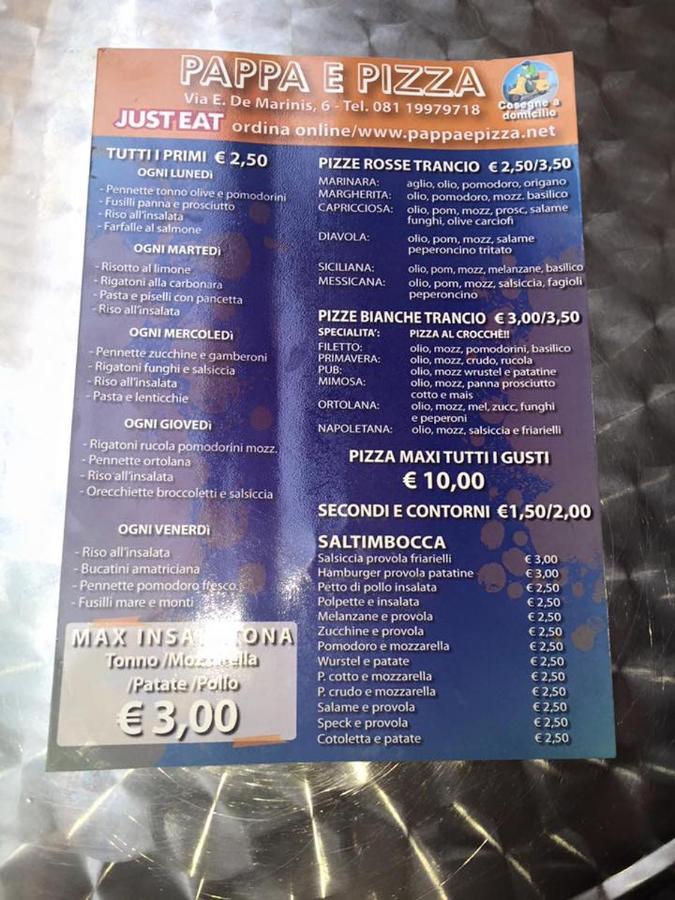 PAPPA E PIZZA
Via E. De Marinis, 6 - Tel. 081 19979718
Cosegne a
domicilio
JUST EAT ordina online/www.pappaepizza.net
TUTTI I PRIMI € 2,50
OGNI LUNEDì
- Pennette tonno olive e pomodorini
- Fusilli panna e prosciutto
- Riso all'insalata
- Farfalle al salmone
OGNI MARTEDì
- Risotto al limone
- Rigatoni alla carbonara
- Pasta e piselli con pancetta
- Riso all'insalata
OGNI MERCOLEDì
- Pennette zucchine e gamberoni
- Rigatoni funghi e salsiccia
- Riso all'insalata
- Pasta e lenticchie
OGNI GIOVEDì
- Rigatoni rucola pomodorini mozz.
- Pennette ortolana
- Riso all'insalata
- Orecchiette broccoletti e salsiccia
OGNI VENERDì
- Riso all'insalata
- Bucatini amatriciana
- Pennette pomodoro fresco
- Fusilli mare e monti
MAX INSALATONA
Tonno /Mozzarella
/Patate /Pollo
€ 3,00
PIZZE ROSSE TRANCIO € 2,50/3,50
MARINARA: aglio, olio, pomodoro, origano
MARGHERITA: olio, pomodoro, mozz. basilico
CAPRICCIOSA: olio, pom, mozz, prosc, salame
funghi, olive carciofi
DIAVOLA: olio, pom, mozz, salame
peperoncino tritato
SICILIANA: olio, pom, mozz, melanzane, basilico
MESSICANA: olio, pom, mozz, salsiccia, fagioli
peperoncino
PIZZE BIANCHE TRANCIO € 3,00/3,50
SPECIALITA': PIZZA AL CROCCHÈ!!
FILETTO: olio, mozz, pomodorini, basilico
PRIMAVERA: olio, mozz, crudo, rucola
PUB: olio, mozz wrustel e patatine
MIMOSA: olio, mozz, panna prosciutto
cotto e mais
ORTOLANA: olio, mozz, mel, zucc, funghi
e peperoni
NAPOLETANA: olio, mozz, salsiccia e friarielli
PIZZA MAXI TUTTI I GUSTI
€ 10,00
SECONDI E CONTORNI €1,50/2,00
SALTIMBOCCA
Salsiccia provola friarielli € 3,00
Hamburger provola patatine € 3,00
Petto di pollo insalata € 2,50
Polpette e insalata € 2,50
Melanzane e provola € 2,50
Zucchine e provola € 2,50
Pomodoro e mozzarella € 2,50
Wurstel e patate € 2,50
P. cotto e mozzarella € 2,50
P. crudo e mozzarella € 2,50
Salame e provola € 2,50
Speck e provola € 2,50
Cotoletta e patate € 2,50